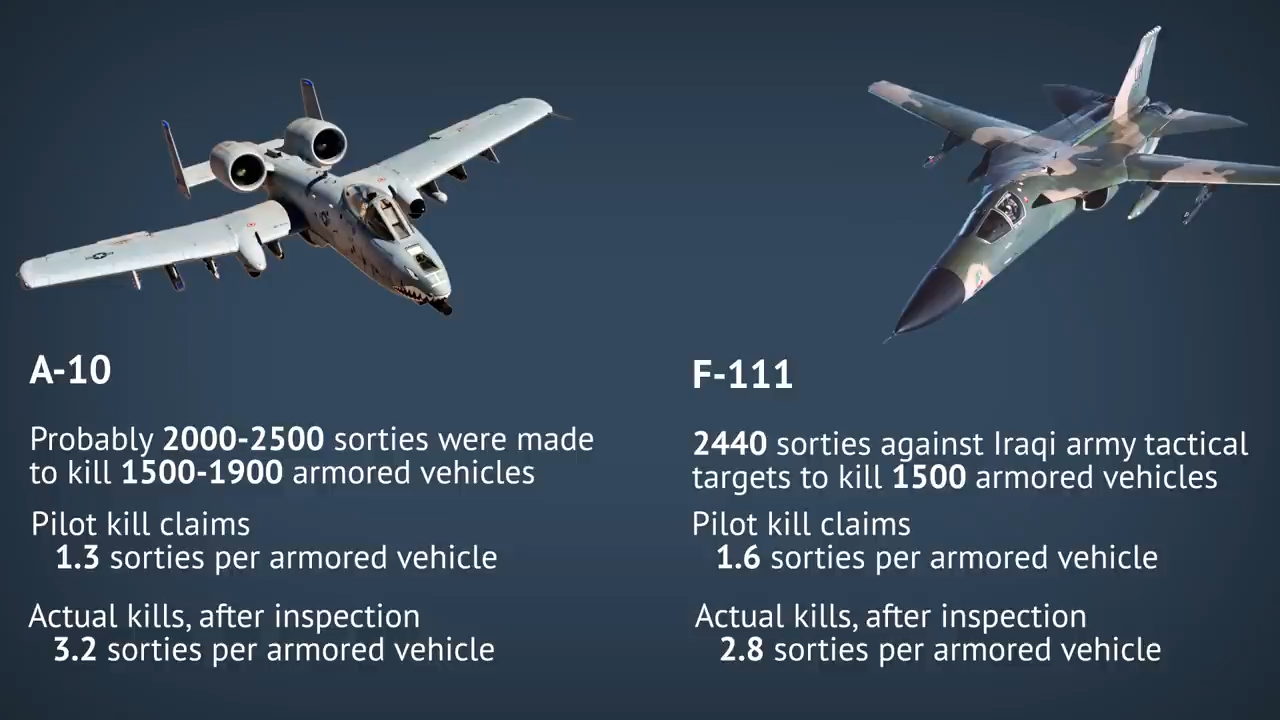 A-10
Probably 2000-2500 sorties were made
to kill 1500-1900 armored vehicles
Pilot kill claims
1.3 sorties per armored vehicle
Actual kills, after inspection
3.2 sorties per armored vehicle
F-111
2440 sorties against Iraqi army tactical
targets to kill 1500 armored vehicles
Pilot kill claims
1.6 sorties per armored vehicle
Actual kills, after inspection
2.8 sorties per armored vehicle